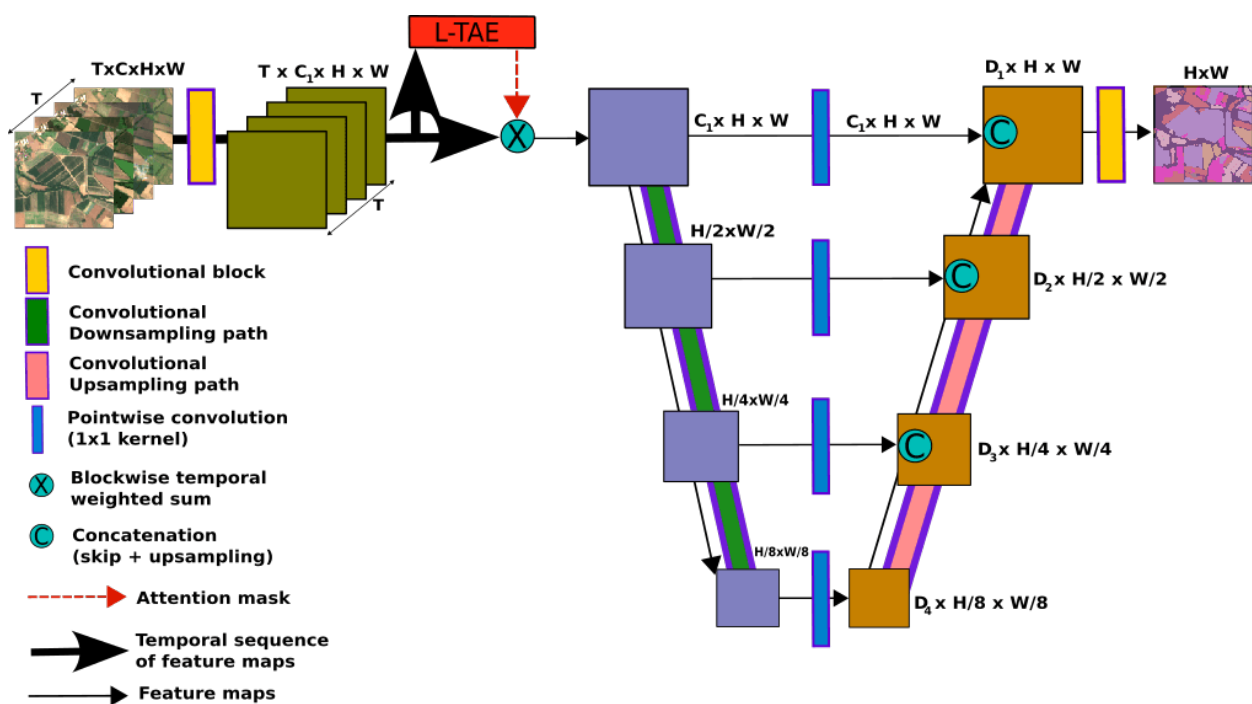 L-TAE
TxCxHxW
T
T x C₁x H x W
T
X
C₁x H x W
C₁x H x W
D₁x H x W
C
HxW
H/2xW/2
C
D₂x H/2 x W/2
H/4xW/4
C
D₃x H/4 x W/4
H/8xW/8
D₄x H/8 x W/8
Convolutional block
Convolutional
Downsampling path
Convolutional
Upsampling path
Pointwise convolution
(1x1 kernel)
X
Blockwise temporal
weighted sum
C
Concatenation
(skip + upsampling)
Attention mask
Temporal sequence
of feature maps
Feature maps